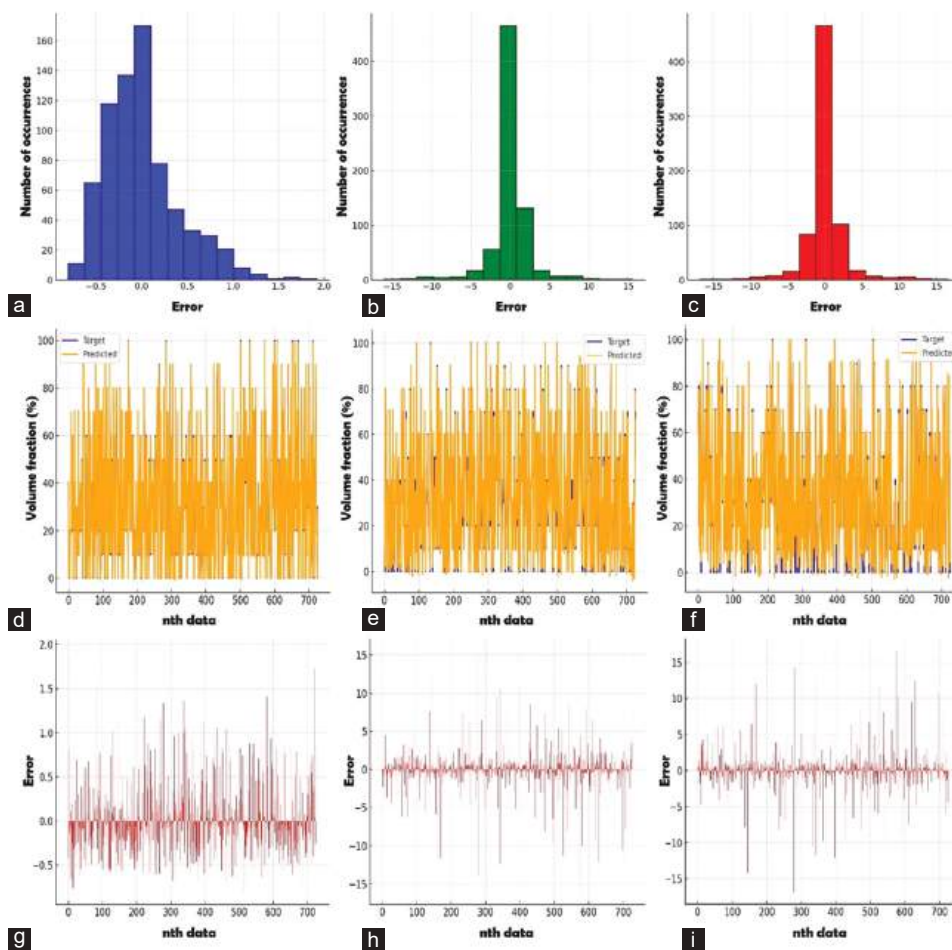 Number of occurrences
160
140
120
100
80
60
40
20
0
−0.5
0.0
0.5
1.0
1.5
2.0
Error
a
Number of occurrences
400
300
200
100
0
−15
−10
−5
0
5
10
15
Error
b
Number of occurrences
400
300
200
100
0
−15
−10
−5
0
5
10
15
Error
c
Volume fraction (%)
100
80
60
40
20
0
Target
Predicted
0 100 200 300 400 500 600 700
nth data
d
Volume fraction (%)
100
80
60
40
20
0
Target
Predicted
0 100 200 300 400 500 600 700
nth data
e
Volume fraction (%)
100
80
60
40
20
0
Target
Predicted
0 100 200 300 400 500 600 700
nth data
f
Error
2.0
1.5
1.0
0.5
0.0
−0.5
0 100 200 300 400 500 600 700
nth data
g
Error
15
10
5
0
−5
−10
−15
0 100 200 300 400 500 600 700
nth data
h
Error
15
10
5
0
−5
−10
−15
0 100 200 300 400 500 600 700
nth data
i